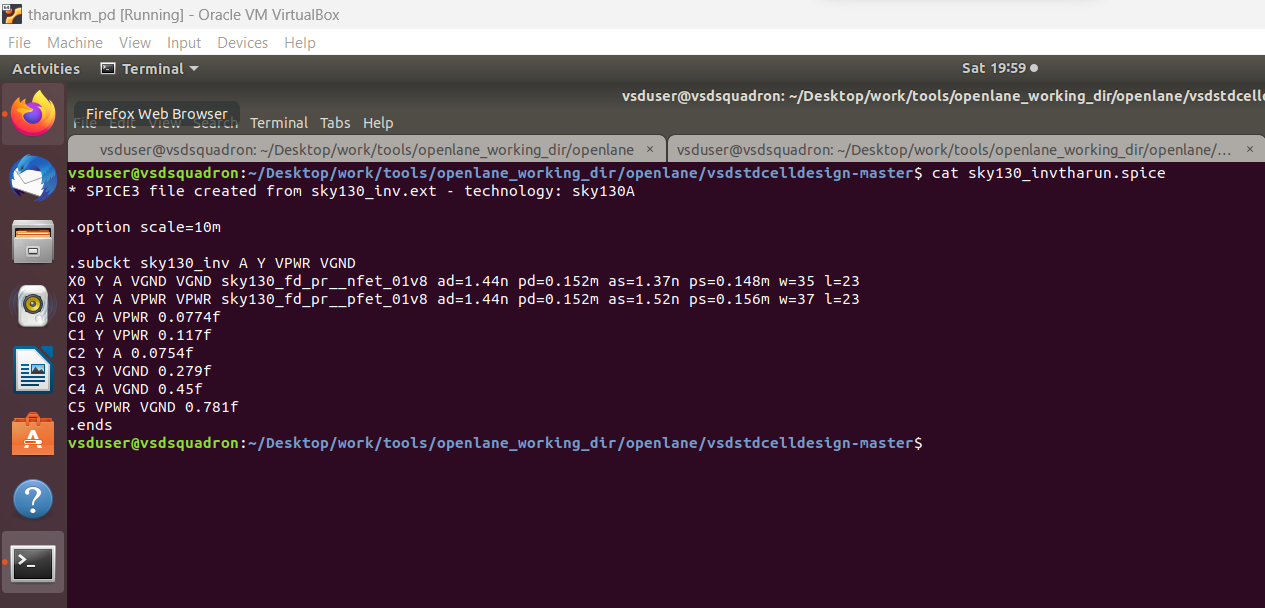 tharunkm_pd [Running] - Oracle VM VirtualBox
File Machine View Input Devices Help
Activities Terminal Sat 19:59
vsduser@vsdsquadron: ~/Desktop/work/tools/openlane_working_dir/openlane/vsdstdcell
Firefox Web Browser
File Edit View Search Terminal Tabs Help
vsduser@vsdsquadron: ~/Desktop/work/tools/openlane_working_dir/openlane × vsduser@vsdsquadron: ~/Desktop/work/tools/openlane_working_dir/openlane/... ×
vsduser@vsdsquadron:~/Desktop/work/tools/openlane_working_dir/openlane/vsdstdcelldesign-master$ cat sky130_invtharun.spice
* SPICE3 file created from sky130_inv.ext - technology: sky130A
.option scale=10m
.subckt sky130_inv A Y VPWR VGND
X0 Y A VGND VGND sky130_fd_pr__nfet_01v8 ad=1.44n pd=0.152m as=1.37n ps=0.148m w=35 l=23
X1 Y A VPWR VPWR sky130_fd_pr__pfet_01v8 ad=1.44n pd=0.152m as=1.52n ps=0.156m w=37 l=23
C0 A VPWR 0.0774f
C1 Y VPWR 0.117f
C2 Y A 0.0754f
C3 Y VGND 0.279f
C4 A VGND 0.45f
C5 VPWR VGND 0.781f
.ends
vsduser@vsdsquadron:~/Desktop/work/tools/openlane_working_dir/openlane/vsdstdcelldesign-master$